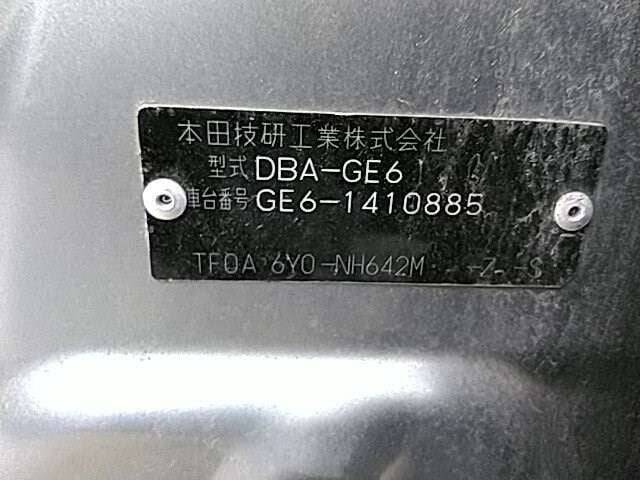 本田技研工業株式会社
型式 DBA-GE6
車台番号 GE6-1410885
TF0A 6Y0-NH642M -Z -S